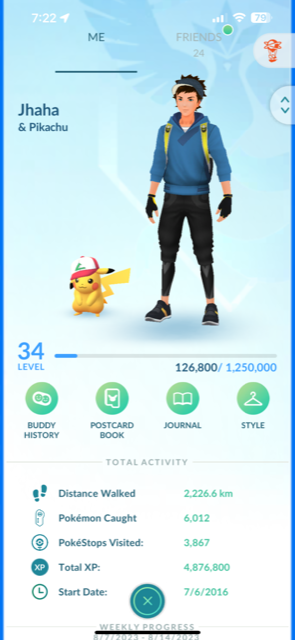 7:22
79
ME
FRIENDS
24
Jhaha
& Pikachu
34
LEVEL
126,800/ 1,250,000
BUDDY
HISTORY
POSTCARD
BOOK
JOURNAL
STYLE
TOTAL ACTIVITY
Distance Walked 2,226.6 km
Pokémon Caught 6,012
PokéStops Visited: 3,867
XP Total XP: 4,876,800
Start Date: 7/6/2016
WEEKLY PROGRESS
8/7/2023 - 8/14/2023